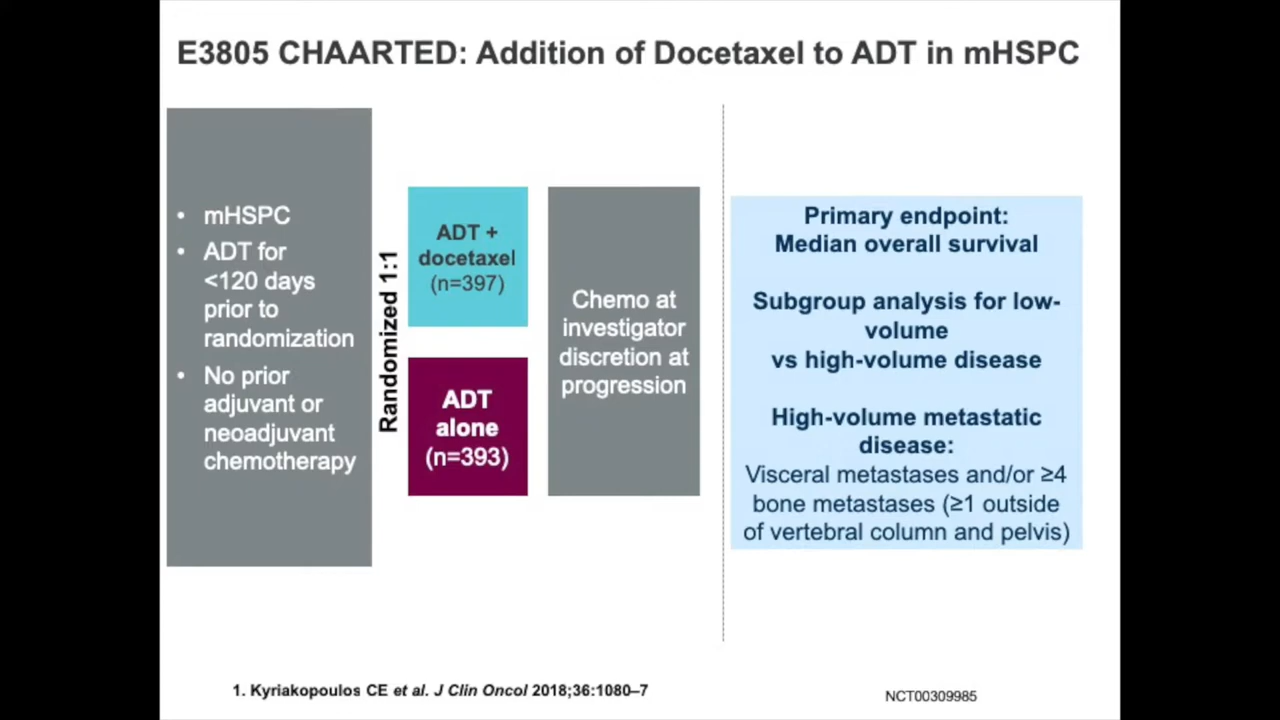 E3805 CHAARTED: Addition of Docetaxel to ADT in mHSPC
• mHSPC
• ADT for
<120 days
prior to
randomization
• No prior
adjuvant or
neoadjuvant
chemotherapy
Randomized 1:1
ADT +
docetaxel
(n=397)
ADT
alone
(n=393)
Chemo at
investigator
discretion at
progression
Primary endpoint:
Median overall survival
Subgroup analysis for low-
volume
vs high-volume disease
High-volume metastatic
disease:
Visceral metastases and/or ≥4
bone metastases (≥1 outside
of vertebral column and pelvis)
1. Kyriakopoulos CE et al. J Clin Oncol 2018;36:1080–7
NCT00309985